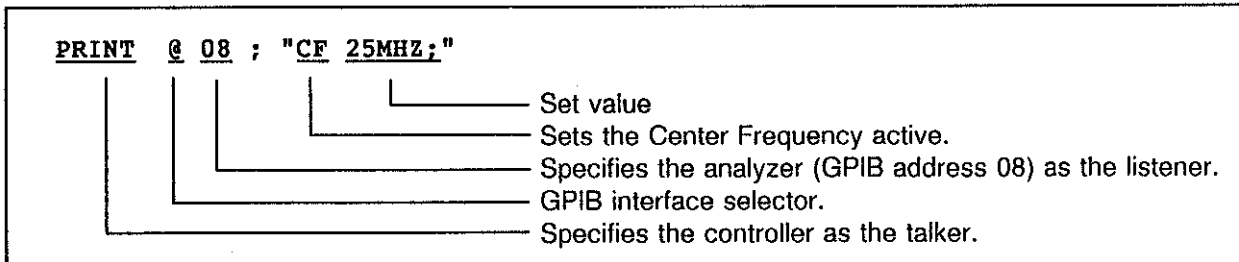 PRINT @ 08 ; "CF 25MHZ;"
Set value
Sets the Center Frequency active.
Specifies the analyzer (GPIB address 08) as the listener.
GPIB interface selector.
Specifies the controller as the talker.